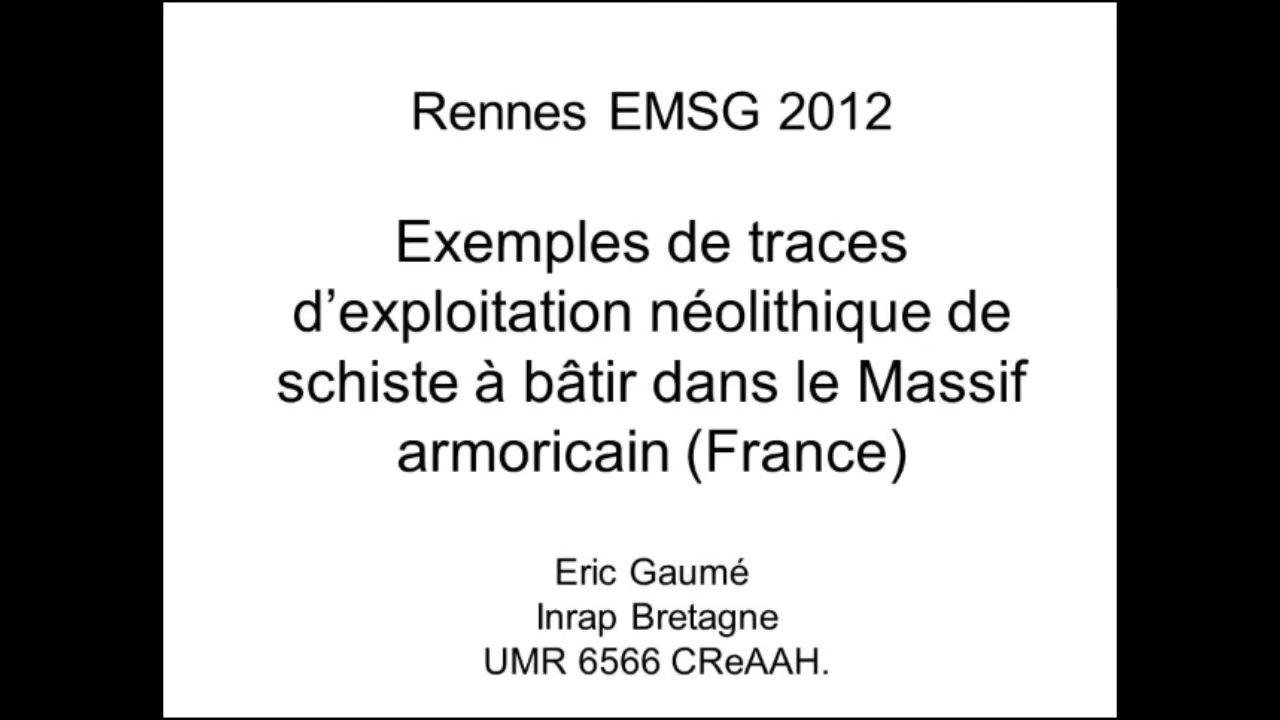 Rennes EMSG 2012
Exemples de traces
d’exploitation néolithique de
schiste à bâtir dans le Massif
armoricain (France)
Eric Gaumé
Inrap Bretagne
UMR 6566 CReAAH.